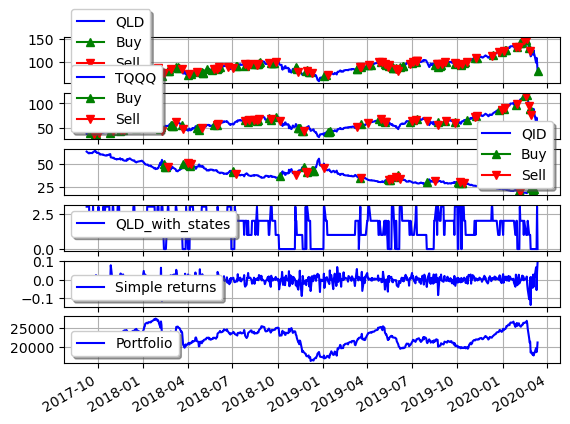 QLD
Buy
Sell
150
100
TQQQ
Buy
Sell
100
50
QID
Buy
Sell
50
25
QLD_with_states
2.5
0.0
Simple returns
0.1
0.0
−0.1
Portfolio
25000
20000
2017-10
2018-01
2018-04
2018-07
2018-10
2019-01
2019-04
2019-07
2019-10
2020-01
2020-04